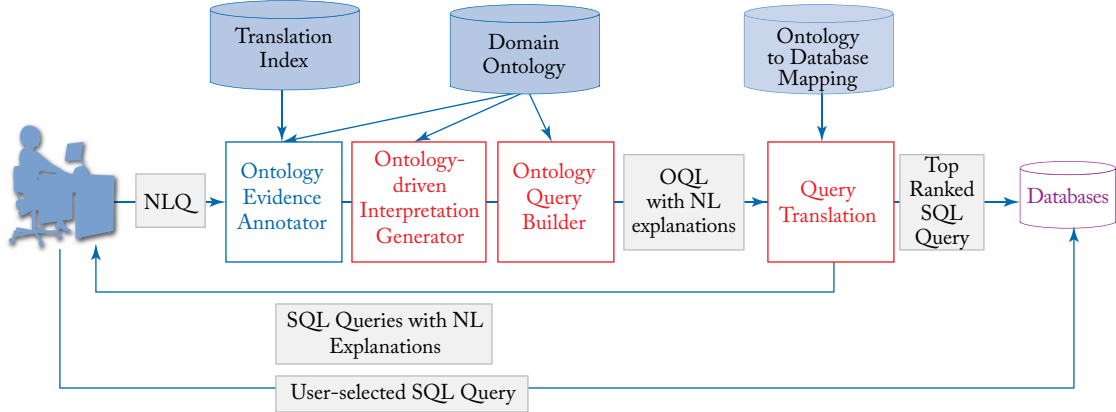 Translation
Index
Domain
Ontology
Ontology
to Database
Mapping
NLQ
Ontology
Evidence
Annotator
Ontology-
driven
Interpretation
Generator
Ontology
Query
Builder
OQL
with NL
explanations
Query
Translation
Top
Ranked
SQL
Query
Databases
SQL Queries with NL
Explanations
User-selected SQL Query